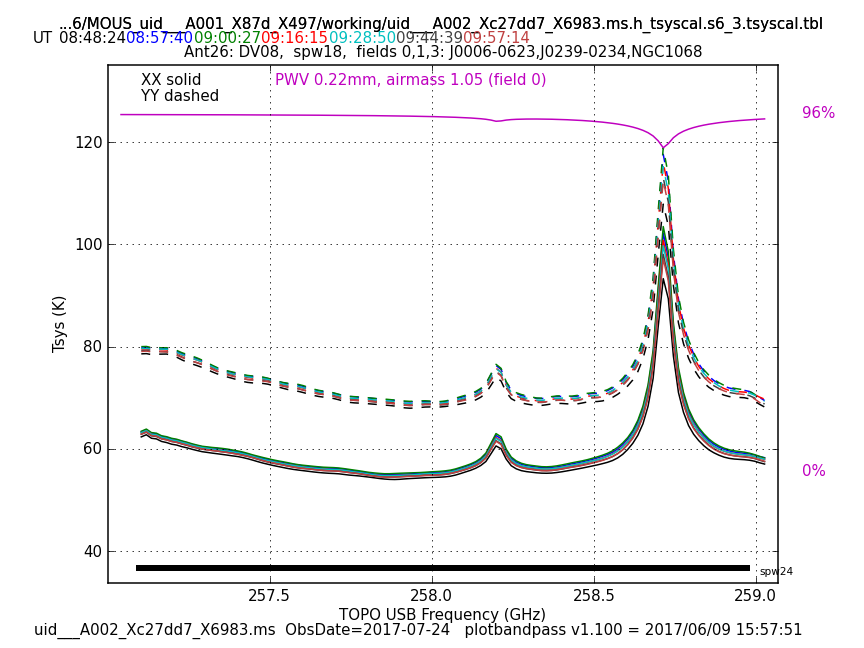 ...6/MOUS_uid___A001_X87d_X497/working/uid___A002_Xc27dd7_X6983.ms.h_tsyscal.s6_3.tsyscal.tbl
UT 08:48:24 08:57:40 09:00:27 09:16:15 09:28:50 09:44:39 09:57:14
Ant26: DV08, spw18, fields 0,1,3: J0006-0623,J0239-0234,NGC1068
XX solid
PWV 0.22mm, airmass 1.05 (field 0)
YY dashed
96%
120
100
Tsys (K)
80
60
0%
40
spw24
257.5 258.0 258.5 259.0
TOPO USB Frequency (GHz)
uid___A002_Xc27dd7_X6983.ms ObsDate=2017-07-24 plotbandpass v1.100 = 2017/06/09 15:57:51